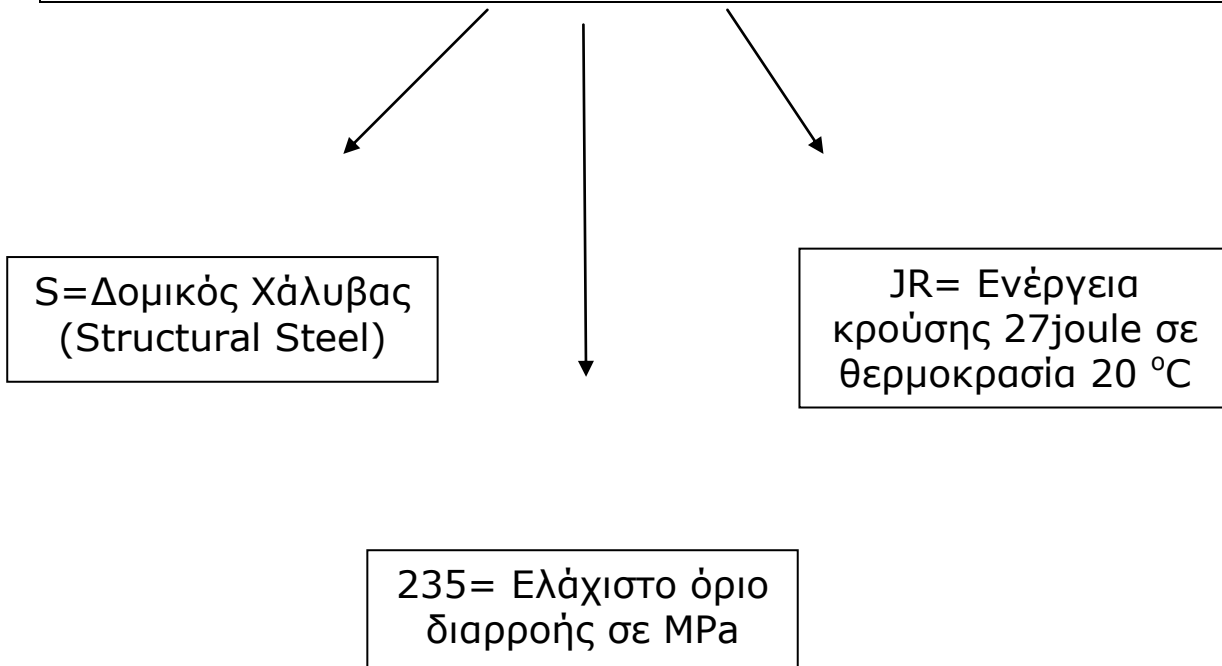 S=Δομικός Χάλυβας
(Structural Steel)
JR= Ενέργεια
κρούσης 27joule σε
θερμοκρασία 20 °C
235= Ελάχιστο όριο
διαρροής σε MPa